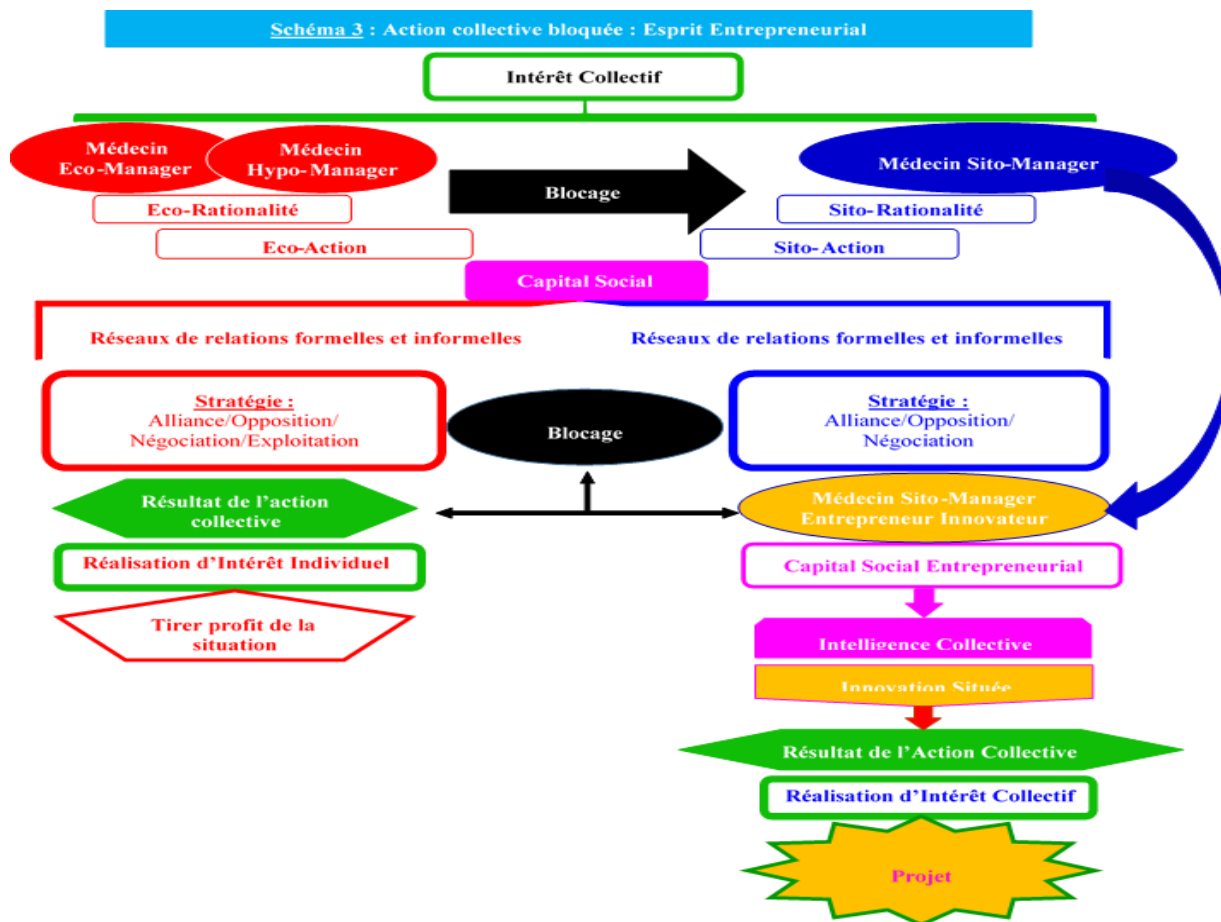 Schéma 3 : Action collective bloquée : Esprit Entrepreneurial
Intérêt Collectif
Médecin
Eco-Manager
Médecin
Hypo-Manager
Blocage
Médecin Sito-Manager
Eco-Rationalité
Sito-Rationalité
Eco-Action
Sito-Action
Capital Social
Réseaux de relations formelles et informelles
Réseaux de relations formelles et informelles
Stratégie :
Alliance/Opposition/
Négociation/Exploitation
Blocage
Stratégie :
Alliance/Opposition/
Négociation
Résultat de l’action
collective
Médecin Sito-Manager
Entrepreneur Innovateur
Réalisation d’Intérêt Individuel
Capital Social Entrepreneurial
Tirer profit de la
situation
Intelligence Collective
Innovation Située
Résultat de l’Action Collective
Réalisation d’Intérêt Collectif
Projet